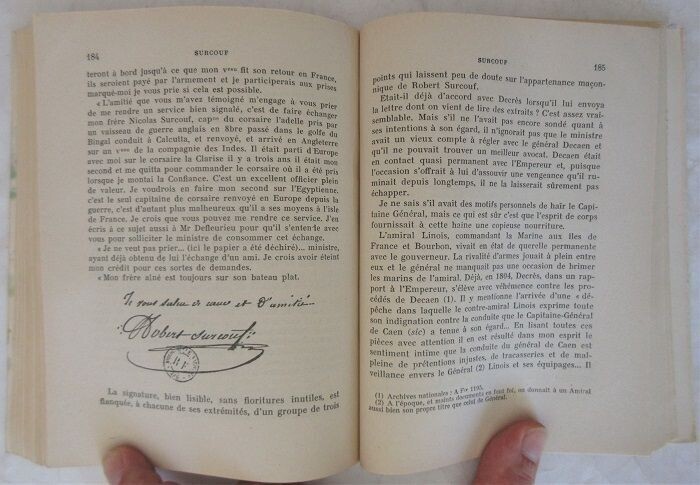 184 SURCOUF
teront à bord jusqu'à ce que mon vseau fit son retour en France,
ils seroient payé par l'armement et je participerais aux prises
marqué-moi je vous prie si cela est possible.
« L'amitié que vous m'avez témoigné m'engage à vous prier
de me rendre un service bien signalé, c'est de faire échanger
mon frère Nicolas Surcouf, capne du corsaire l'adelle pris par
un vaisseau de guerre anglais en 8bre passé dans le golfe du
Bingal conduit à Calcutta, et renvoyé, et arrivé en Angleterre
sur un de la compagnie des Indes. Il était parti d'Europe
avec moi sur le corsaire la Clarise il y a trois ans il était mon
second et me quitta pour commander le corsaire où il a été pris
lorsque je montai la Confiance. C'est un excellent officier plein
de valeur. Je voudrois en faire mon second sur l'Egyptienne.
c'est le seul capitaine de corsaire renvoyé en Europe depuis la
guerre, c'est d'autant plus malheureux qu'il a ses moyens à l'isle
de France. Je crois que vous pouvez me rendre ce service. J'en
écris à ce sujet aussi à Mr Defleurieu pour qu'il s'entende avec
vous pour solliciter le ministre de consommer cet échange.
« Je ne veut pas prier... (ici le papier a été déchiré)... ministre,
ayant déjà obtenu de lui l'échange d'un ami. Je crois avoir éteint
mon crédit pour ces sortes de demandes.
« Mon frère aîné est toujours sur son bateau plat.
Je vous salue de cœur et d'amitié
Robert Surcouf
La signature, bien lisible, sans fioritures inutiles, est
flanquée, à chacune de ses extrémités, d'un groupe de trois
SURCOUF 185
points qui laissent peu de doute sur l'appartenance maçon-
nique de Robert Surcouf.
Etait-il déjà d'accord avec Decrès lorsqu'il lui envoya
la lettre dont on vient de lire des extraits ? C'est assez vrai-
semblable. Mais s'il ne l'avait pas encore sondé quant à
ses intentions à son égard, il n'ignorait pas que le ministre
avait un vieux compte à régler avec le général Decaen et
qu'il ne pouvait trouver un meilleur avocat. Decaen était
en contact quasi permanent avec l'Empereur et, puisque
l'occasion s'offrait à lui d'assouvir une vengeance qu'il
ruminait depuis longtemps, il ne la laisserait sûrement pas
échapper.
Je ne sais s'il avait des motifs personnels de haïr le Capi-
taine Général, mais ce qui est sûr c'est que l'esprit de corps
fournissait à cette haine une copieuse nourriture.
L'amiral Linois, commandant la Marine aux Iles de
France et Bourbon, vivait en état de querelle permanente
avec le gouverneur. La rivalité d'armes jouait à plein entre
eux et le général ne manquait pas une occasion de brimer
les marins de l'amiral. Déjà, en 1804, Decrès, dans un rap-
port à l'Empereur, s'élève avec véhémence contre les pro-
cédés de Decaen (1). Il y mentionne l'arrivée d'une « dé-
pêche dans laquelle le contre-amiral Linois exprime toute
son indignation contre la conduite que le Capitaine-Général
de Caen (sic) a tenue à son égard... En lisant toutes ces
pièces avec attention il en est résulté dans mon esprit le
sentiment intime que la conduite du général de Caen est
pleine de prétentions injustes, de tracasseries et de mal-
veillance envers le Général (2) Linois et ses équipages... Il
(1) Archives nationales : A Fiv 1195.
(2) A l'époque, et maints documents en font foi, on donnait à un Amiral
aussi bien son propre titre que celui de Général.